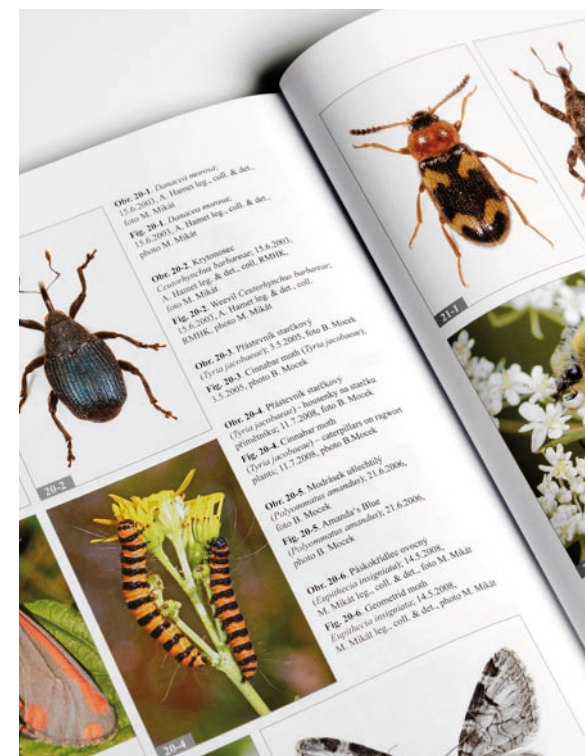 Obr. 20-1. Danacea morosa;
15.6.2003, A. Hamet leg., coll. & det.,
foto M. Mikát
Fig. 20-1. Danacea morosa;
15.6.2003, A. Hamet leg., coll. & det.,
photo M. Mikát
Obr. 20-2. Krytonosec
Ceutorhynchus barbareae; 15.6.2003,
A. Hamet leg. & det., coll. RMHK,
foto M. Mikát
Fig. 20-2. Weevil Ceutorhynchus barbareae;
15.6.2003, A. Hamet leg. & det., coll.
RMHK, photo M. Mikát
Obr. 20-3. Přástevník starčkový
(Tyria jacobaeae); 3.5.2005, foto B. Mocek
Fig. 20-3. Cinnabar moth (Tyria jacobaeae);
3.5.2005, photo B. Mocek
Obr. 20-4. Přástevník starčkový
(Tyria jacobaeae) – housenky na starčku
přímětníku; 11.7.2008, foto B. Mocek
Fig. 20-4. Cinnabar moth
(Tyria jacobaeae) – caterpillars on ragwort
plants; 11.7.2008, photo B.Mocek
Obr. 20-5. Modrásek ušlechtilý
(Polyommatus amandus); 21.6.2006,
foto B. Mocek
Fig. 20-5. Amanda's Blue
(Polyommatus amandus); 21.6.2006,
photo B. Mocek
Obr. 20-6. Páskokřídlec ovocný
(Eupithecia insigniata); 14.5.2008,
M. Mikát leg., coll. & det., foto M. Mikát
Fig. 20-6. Geometrid moth
Eupithecia insigniata; 14.5.2008,
M. Mikát leg., coll. & det., photo M. Mikát
20-2
20-4
21-1